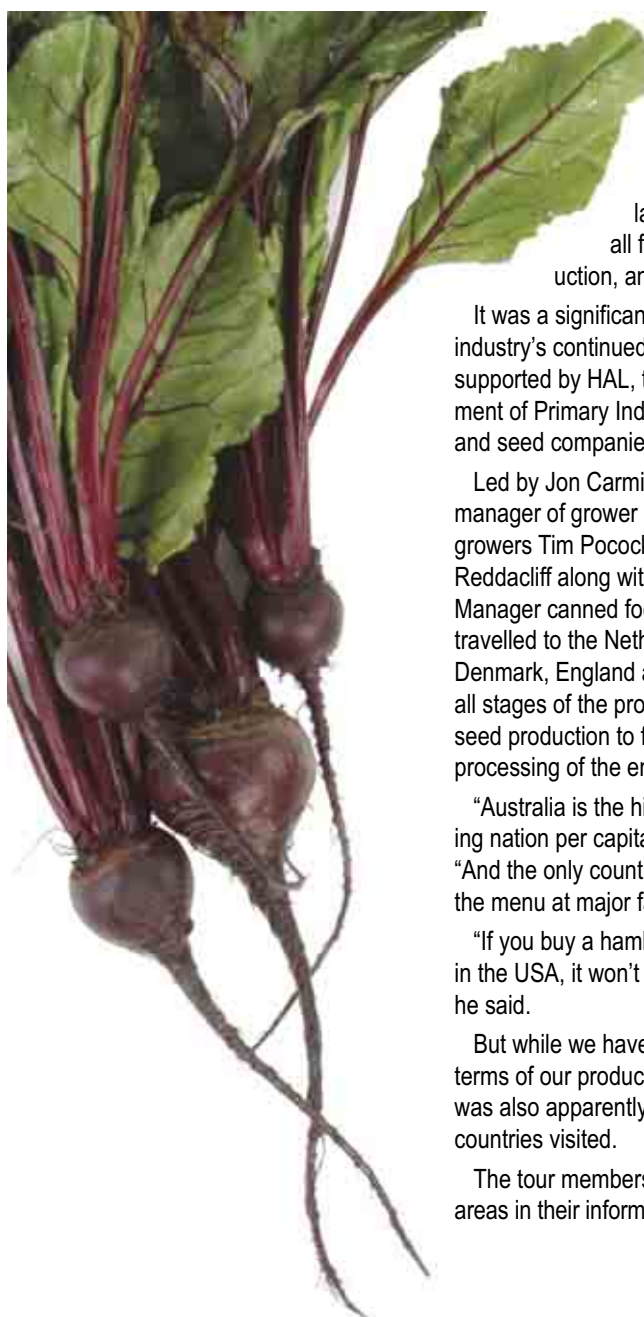 la
all f
uction, ar
It was a significan
industry's continued
supported by HAL, t
ment of Primary Ind
and seed companie
Led by Jon Carmi
manager of grower
growers Tim Pococ
Reddacliff along wit
Manager canned foo
travelled to the Neth
Denmark, England a
all stages of the pro
seed production to f
processing of the er
"Australia is the hi
ing nation per capita
"And the only count
the menu at major fa
"If you buy a haml
in the USA, it won't
he said.
But while we have
terms of our produc
was also apparently
countries visited.
The tour members
areas in their inform